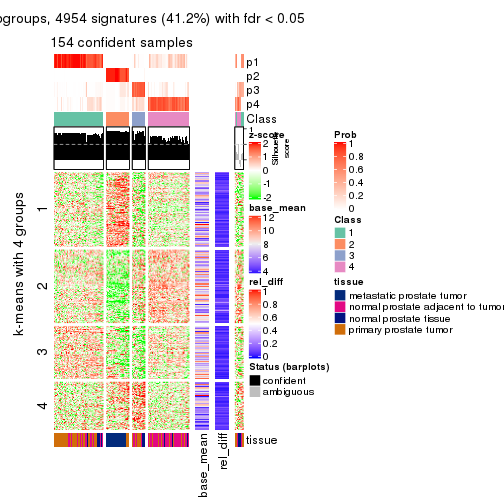 ogroups, 4954 signatures (41.2%) with fdr < 0.05
154 confident samples
p1
p2
p3
p4
Class
1
Silhouette
score
k-means with 4 groups
1
2
3
4
base_mean
rel_diff
tissue
z-score
2
1
0
-1
-2
base_mean
12
10
8
6
4
rel_diff
1
0.8
0.6
0.4
0.2
0
Status (barplots)
confident
ambiguous
Prob
1
0.8
0.6
0.4
0.2
0
Class
1
2
3
4
tissue
metastatic prostate tumor
normal prostate adjacent to tumor
normal prostate tissue
primary prostate tumor